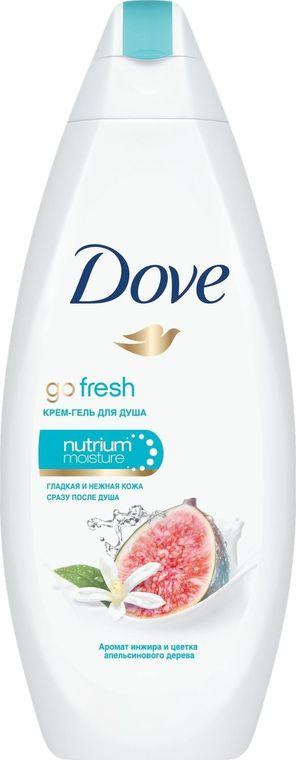 Dove
go fresh
КРЕМ-ГЕЛЬ ДЛЯ ДУША
nutrium
moisture
ГЛАДКАЯ И НЕЖНАЯ КОЖА
СРАЗУ ПОСЛЕ ДУША
Аромат инжира и цветка
апельсинового дерева